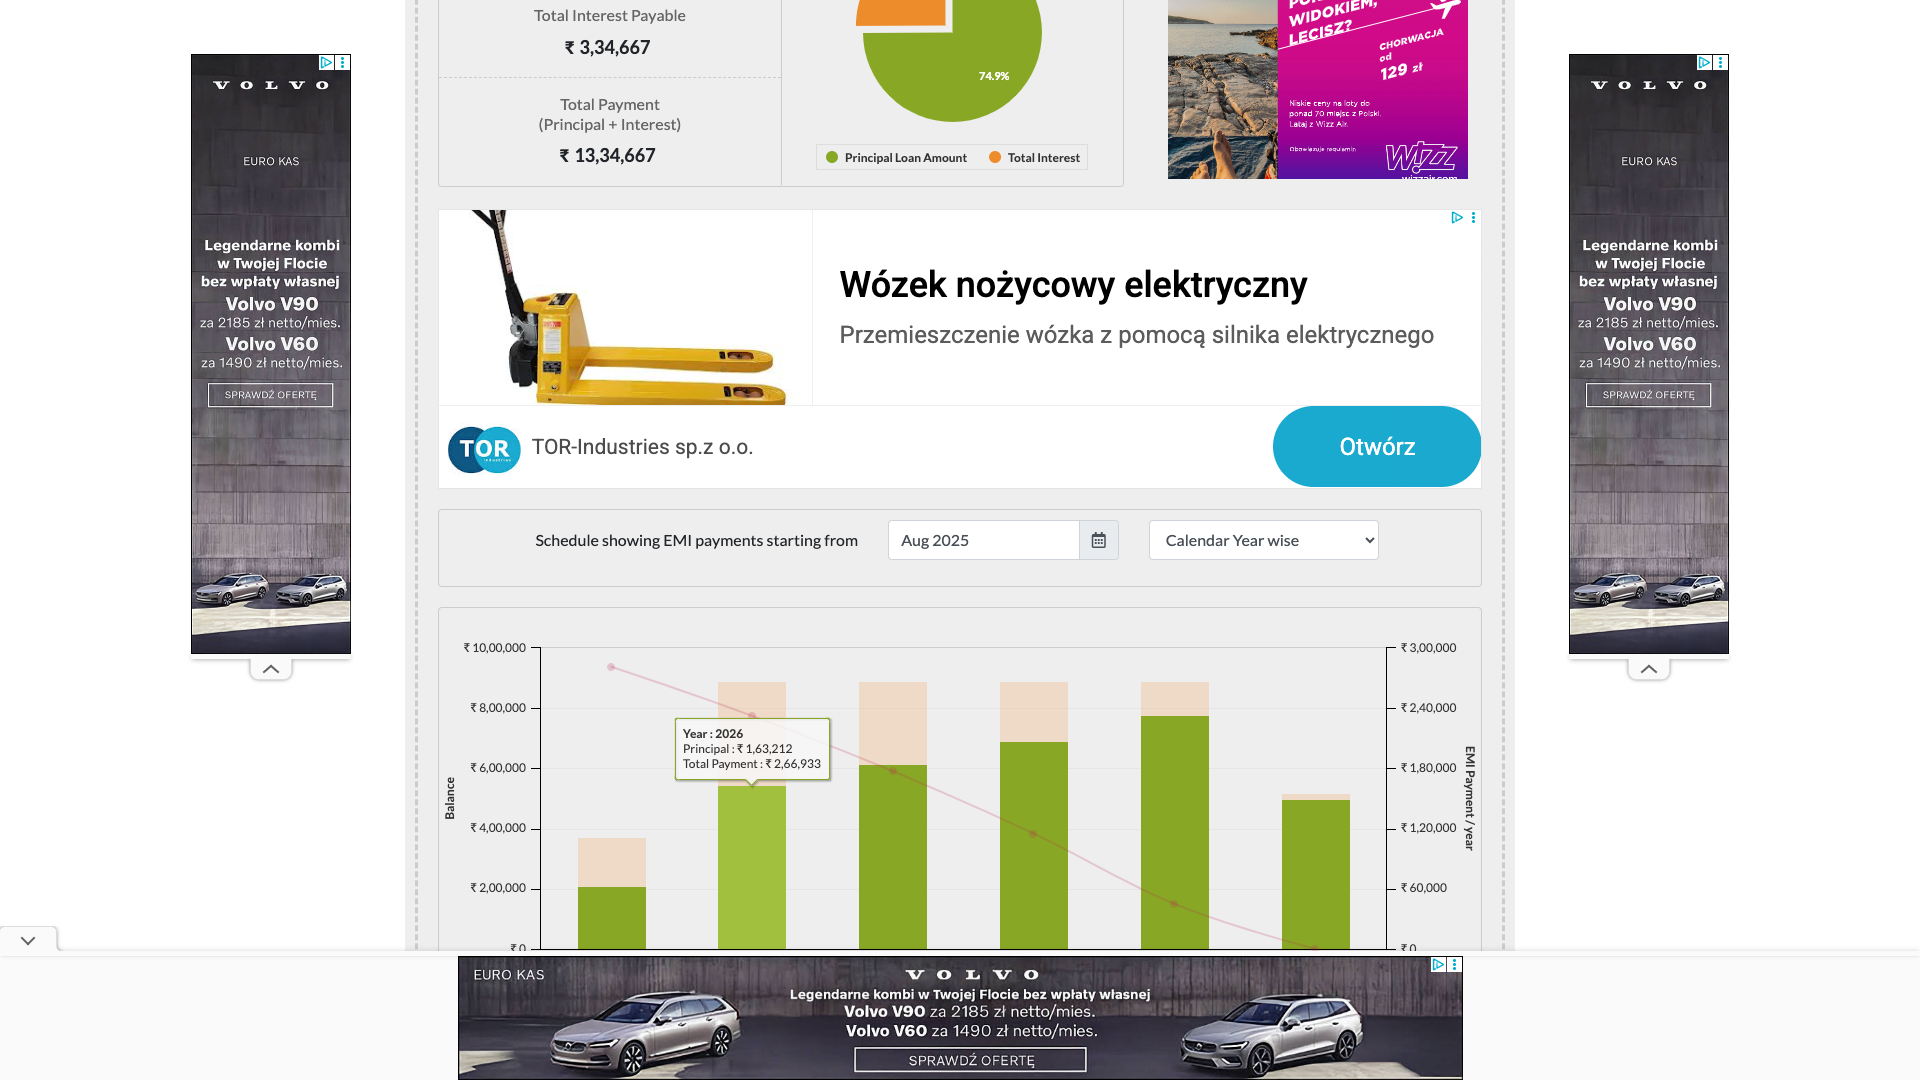 Total Interest Payable
₹ 3,34,667
Total Payment
(Principal + Interest)
₹ 13,34,667
74.9%
Principal Loan Amount
Total Interest
WIDOKIEM,
LECISZ?
CHORWACJA
od
129 zł
Niskie ceny na loty do
ponad 70 miejsc z Polski.
Lataj z Wizz Air.
Obowiązuje regulamin
WIZZ
wizzair.com
VOLVO
EURO KAS
Legendarne kombi
w Twojej Flocie
bez wpłaty własnej
Volvo V90
za 2185 zł netto/mies.
Volvo V60
za 1490 zł netto/mies.
SPRAWDŹ OFERTĘ
VOLVO
EURO KAS
Legendarne kombi
w Twojej Flocie
bez wpłaty własnej
Volvo V90
za 2185 zł netto/mies.
Volvo V60
za 1490 zł netto/mies.
SPRAWDŹ OFERTĘ
Wózek nożycowy elektryczny
Przemieszczenie wózka z pomocą silnika elektrycznego
TOR
TOR-Industries sp.z o.o.
Otwórz
Schedule showing EMI payments starting from
Aug 2025
Calendar Year wise
₹ 10,00,000
₹ 8,00,000
₹ 6,00,000
₹ 4,00,000
₹ 2,00,000
₹ 0
Balance
Year : 2026
Principal : ₹ 1,63,212
Total Payment : ₹ 2,66,933
₹ 3,00,000
₹ 2,40,000
₹ 1,80,000
₹ 1,20,000
₹ 60,000
₹ 0
EMI Payment / year
EURO KAS
VOLVO
Legendarne kombi w Twojej Flocie bez wpłaty własnej
Volvo V90 za 2185 zł netto/mies.
Volvo V60 za 1490 zł netto/mies.
SPRAWDŹ OFERTĘ